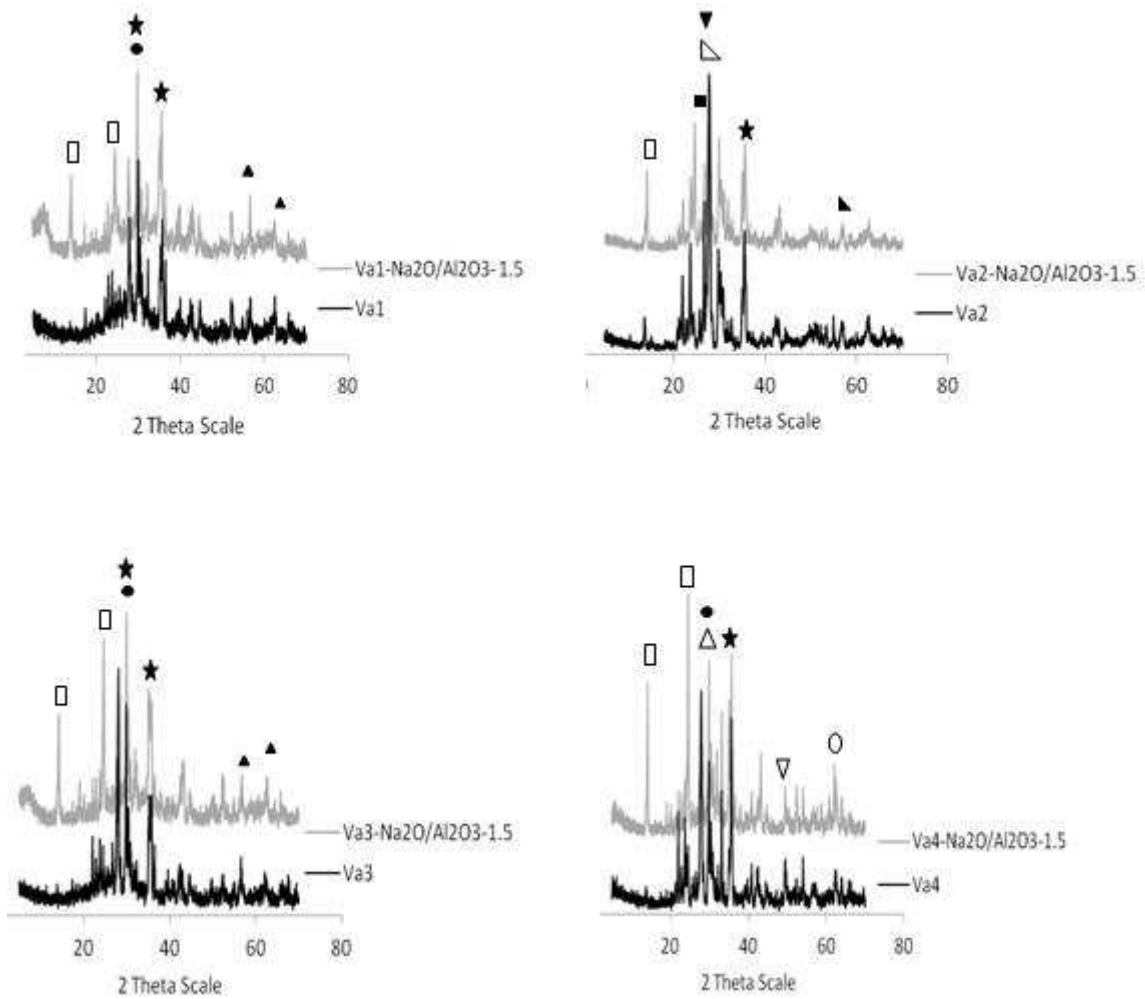 Va1-Na2O/Al2O3- 1.5
Va1
20 40 60 80
2 Theta Scale
Va2-Na2O/Al2O3-1.5
Va2
) 20 40 60 80
2 Theta Scale
Va3-Na2O/Al2O3-1.5
Va3
20 40 60 80
2 Theta Scale
Va4-Na2O/Al2O3-1.5
Va4
20 40 60 80
2 Theta Scale